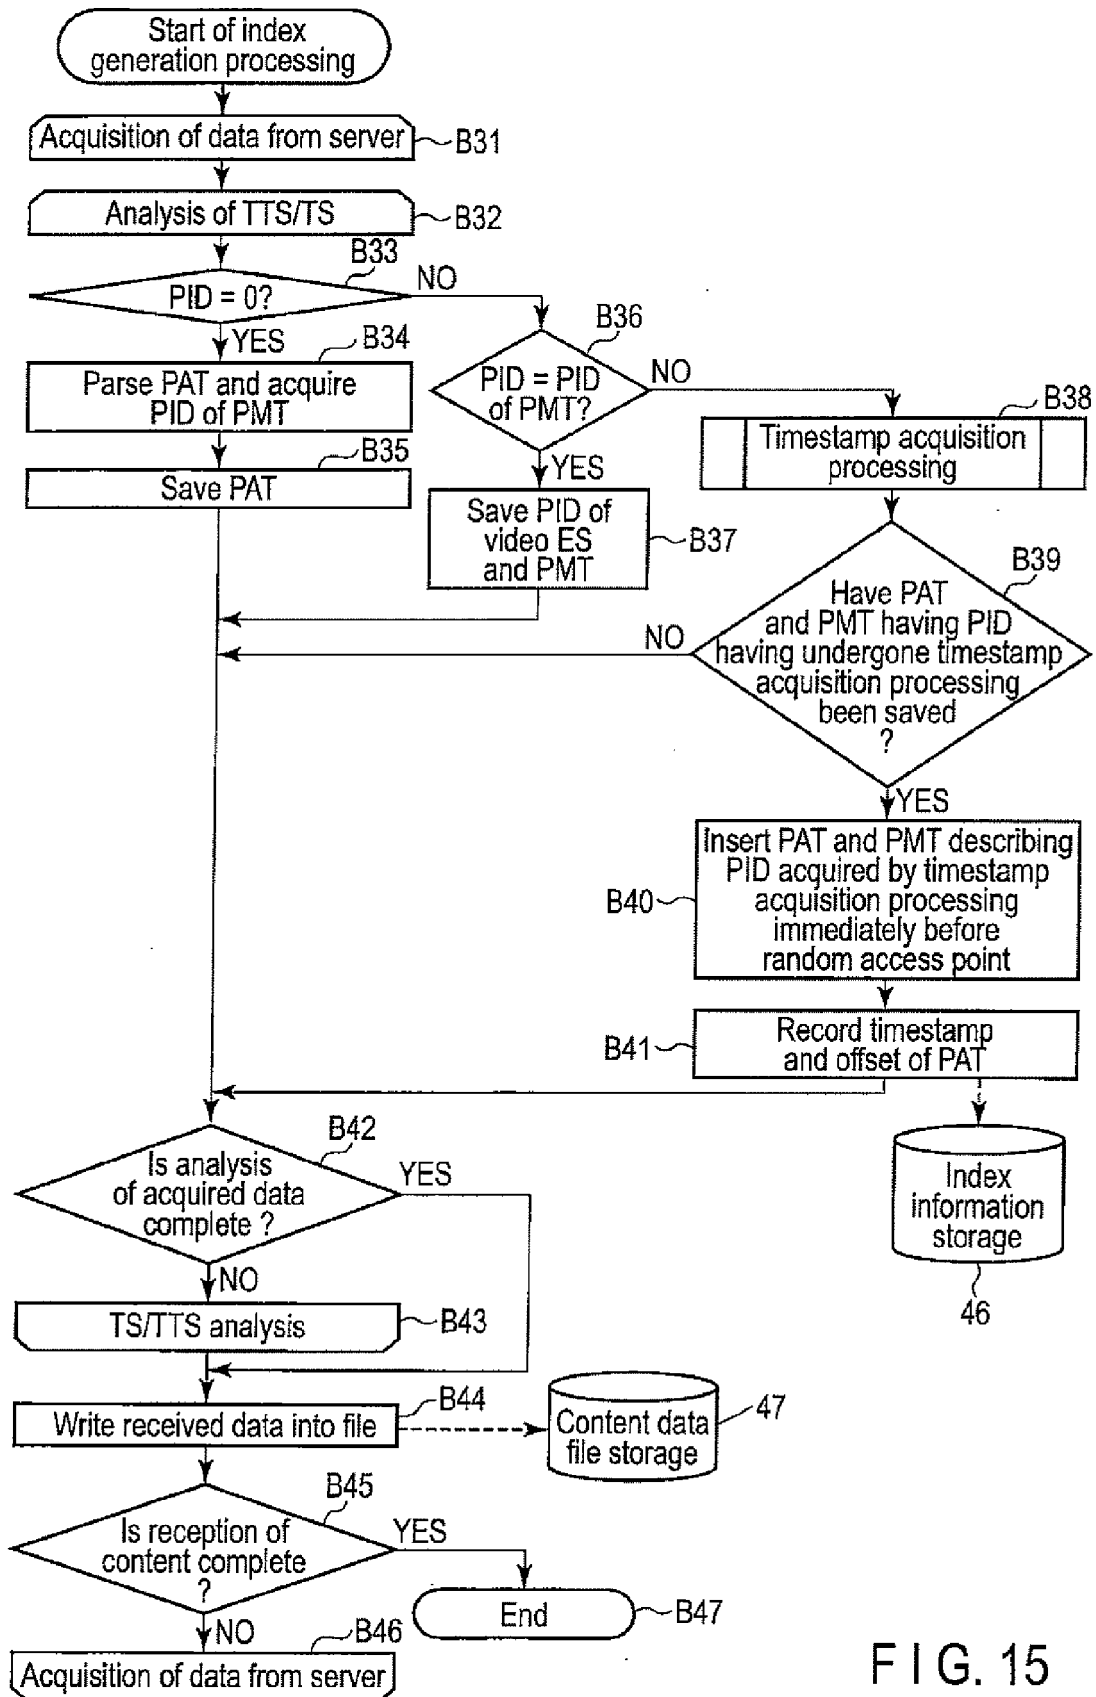 Start of index
generation processing
Acquisition of data from server
B31
Analysis of TTS/TS
B32
B33
PID = 0?
NO
YES
B34
Parse PAT and acquire
PID of PMT
B35
Save PAT
B36
PID = PID
of PMT?
NO
YES
Save PID of
video ES
and PMT
B37
B38
Timestamp acquisition
processing
B39
Have PAT
and PMT having PID
having undergone timestamp
acquisition processing
been saved
?
NO
YES
Insert PAT and PMT describing
PID acquired by timestamp
acquisition processing
immediately before
random access point
B40
Record timestamp
and offset of PAT
B41
Index
information
storage
46
B42
Is analysis
of acquired data
complete ?
YES
NO
TS/TTS analysis
B43
B44
Write received data into file
Content data
file storage
47
B45
Is reception of
content complete
?
YES
End
B47
NO
B46
Acquisition of data from server
FIG. 15